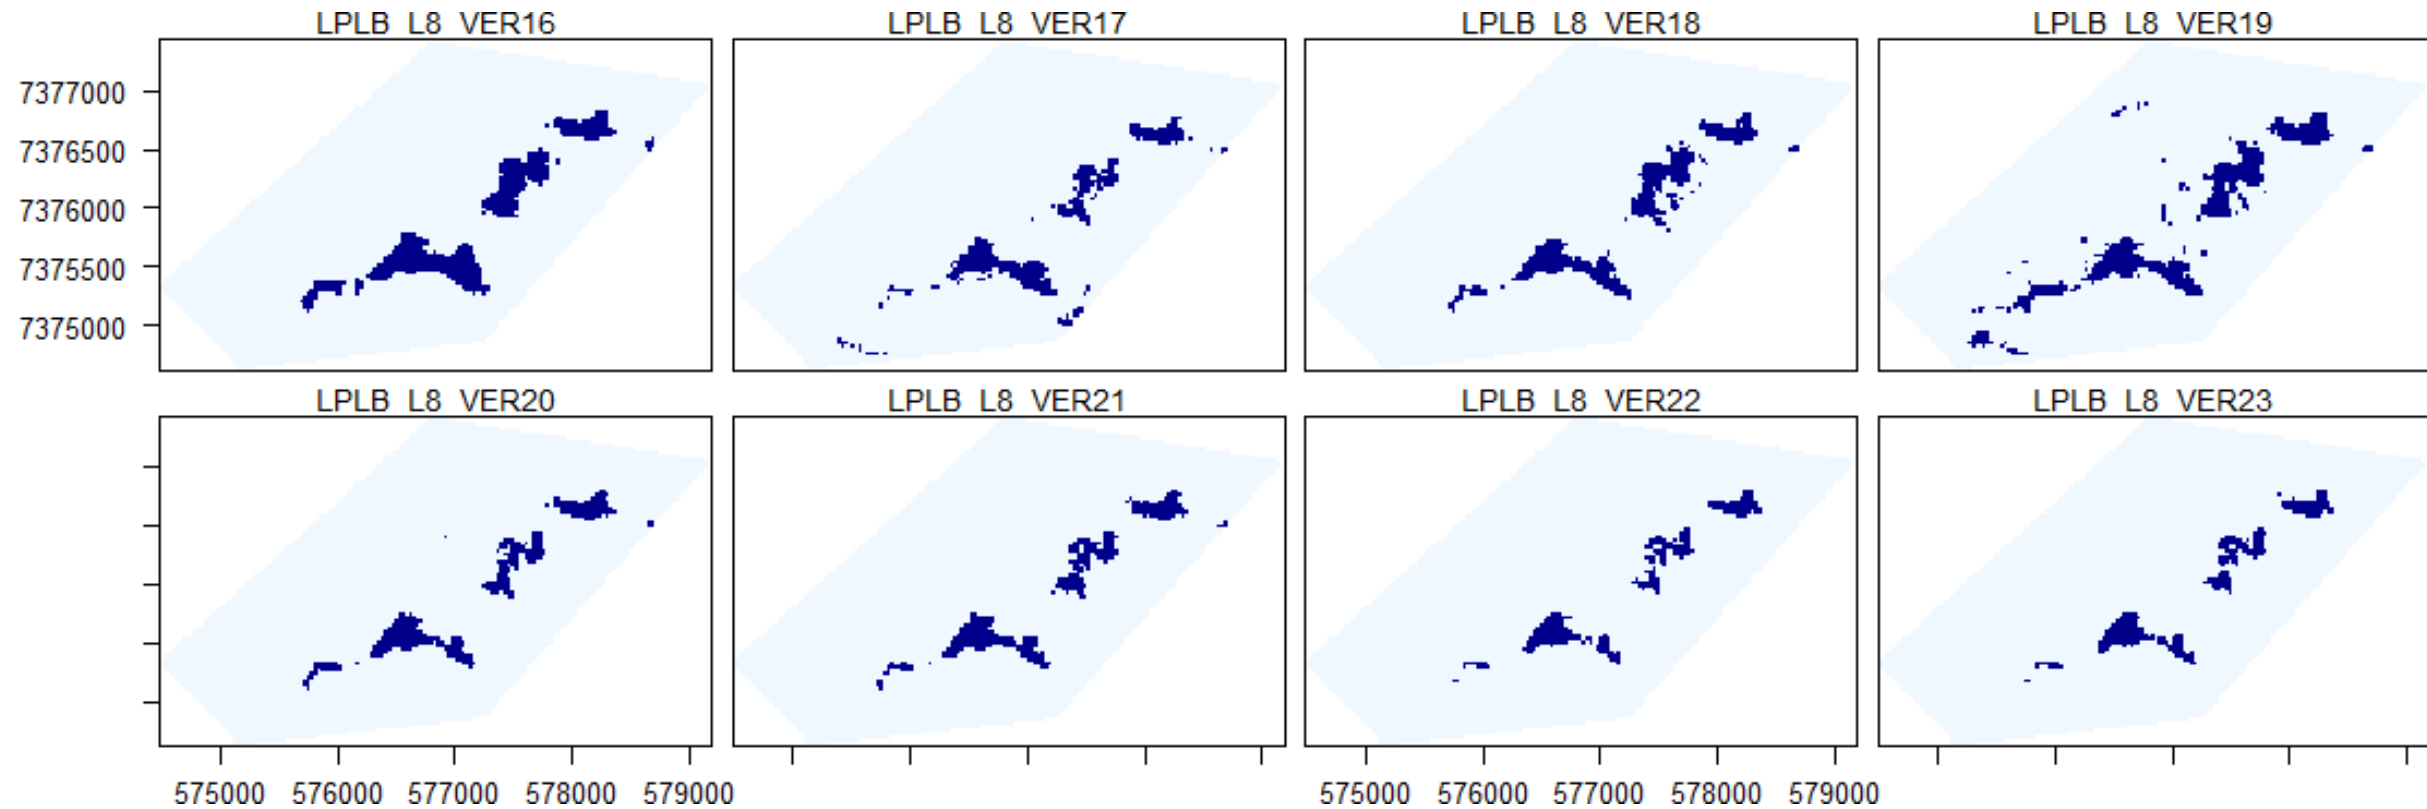 LPLB L8 VER16
LPLB L8 VER17
LPLB L8 VER18
LPLB L8 VER19
7377000
7376500
7376000
7375500
7375000
LPLB L8 VER20
LPLB L8 VER21
LPLB L8 VER22
LPLB L8 VER23
575000 576000 577000 578000 579000
575000 576000 577000 578000 579000